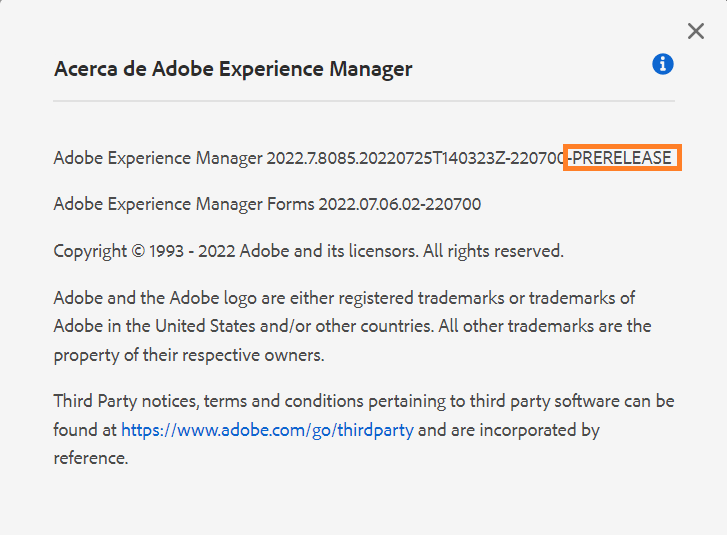 Acerca de Adobe Experience Manager
Adobe Experience Manager 2022.7.8085.20220725T140323Z-220700-PRERELEASE
Adobe Experience Manager Forms 2022.07.06.02-220700
Copyright © 1993 - 2022 Adobe and its licensors. All rights reserved.
Adobe and the Adobe logo are either registered trademarks or trademarks of
Adobe in the United States and/or other countries. All other trademarks are the
property of their respective owners.
Third Party notices, terms and conditions pertaining to third party software can be
found at https://www.adobe.com/go/thirdparty and are incorporated by
reference.